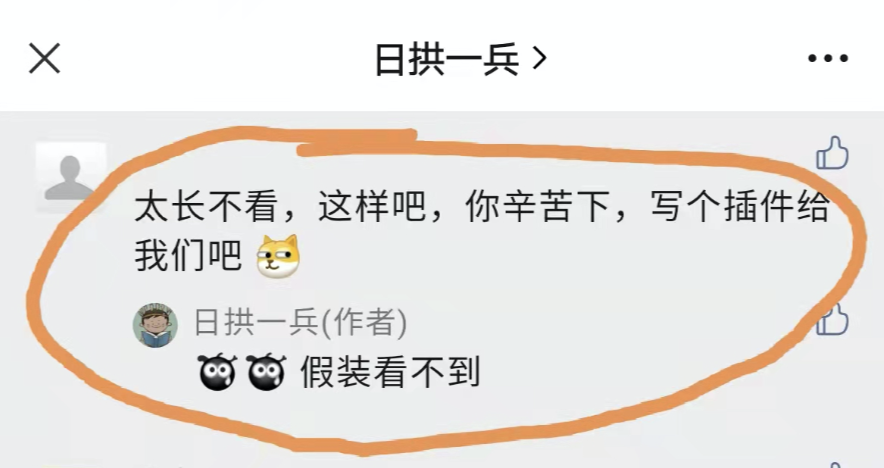 日拱一兵
太长不看，这样吧，你辛苦下，写个插件给
我们吧
日拱一兵(作者)
假装看不到